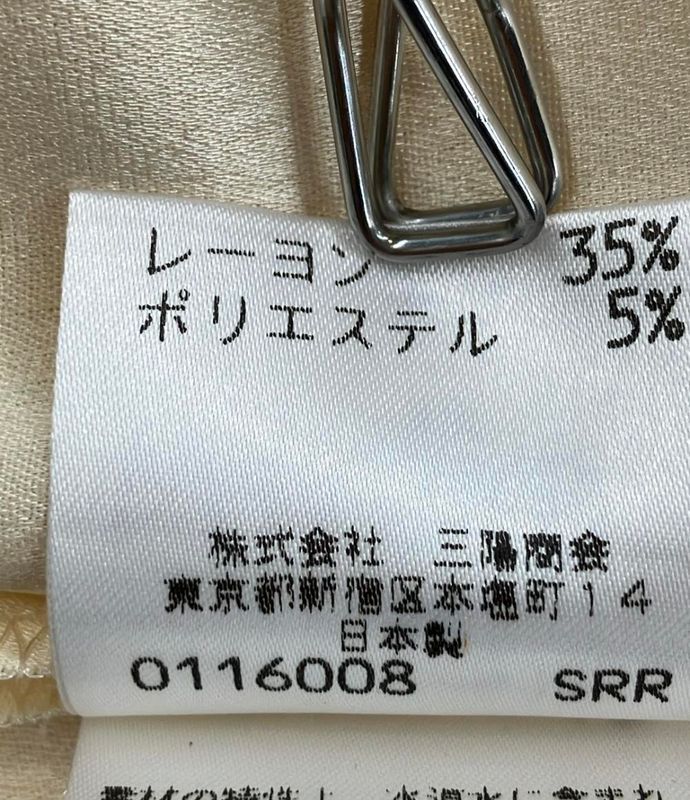 レーヨン 35%
ポリエステル 5%
株式会社 三陽商会
東京都新宿区本塩町14
日本製
0116008 SRR